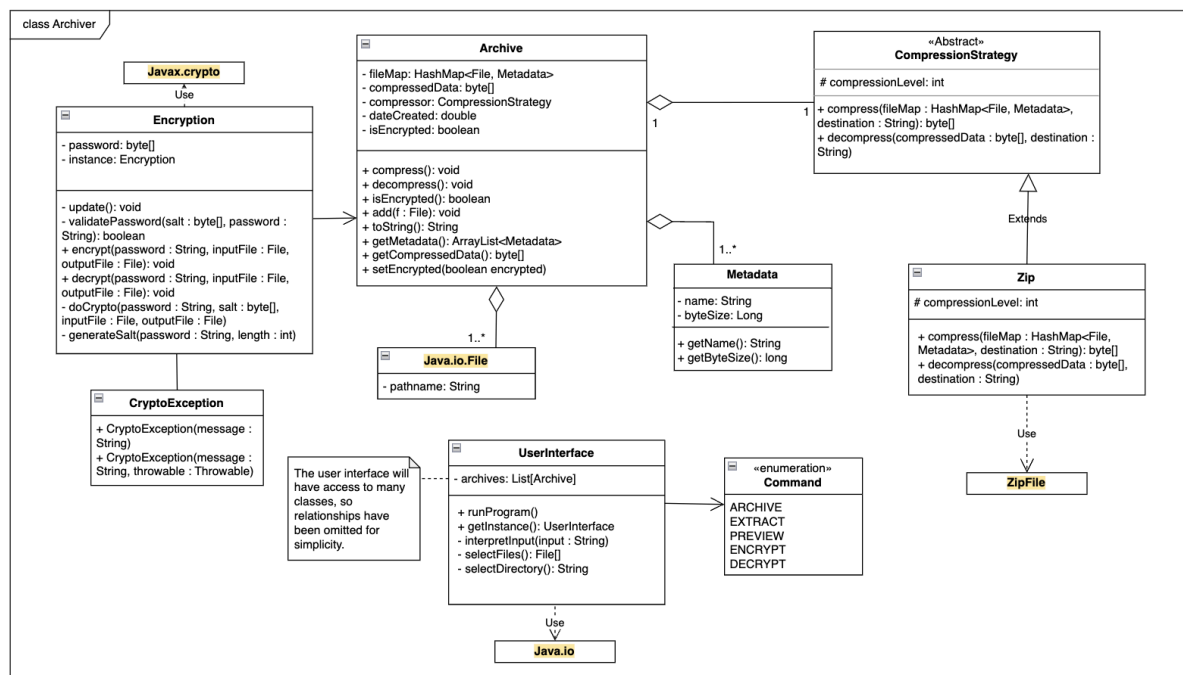 class Archiver
Javax.crypto
Use
Encryption
- password: byte[]
- instance: Encryption
- update(): void
- validatePassword(salt : byte[], password :
String): boolean
+ encrypt(password : String, inputFile : File,
outputFile : File): void
+ decrypt(password : String, inputFile : File,
outputFile : File): void
- doCrypto(password : String, salt : byte[],
inputFile : File, outputFile : File)
- generateSalt(password : String, length : int)
CryptoException
+ CryptoException(message :
String)
+ CryptoException(message :
String, throwable : Throwable)
Archive
- fileMap: HashMap<File, Metadata>
- compressedData: byte[]
- compressor: CompressionStrategy
- dateCreated: double
- isEncrypted: boolean
+ compress(): void
+ decompress(): void
+ isEncrypted(): boolean
+ add(f : File): void
+ toString(): String
+ getMetadata(): ArrayList<Metadata>
+ getCompressedData(): byte[]
+ setEncrypted(boolean encrypted)
1
1
«Abstract»
CompressionStrategy
# compressionLevel: int
+ compress(fileMap : HashMap<File, Metadata>,
destination : String): byte[]
+ decompress(compressedData : byte[], destination :
String)
Extends
1..*
Metadata
- name: String
- byteSize: Long
+ getName(): String
+ getByteSize(): long
1..*
Java.io.File
- pathname: String
Zip
# compressionLevel: int
+ compress(fileMap : HashMap<File,
Metadata>, destination : String): byte[]
+ decompress(compressedData : byte[],
destination : String)
Use
ZipFile
The user interface will
have access to many
classes, so
relationships have
been omitted for
simplicity.
UserInterface
- archives: List[Archive]
+ runProgram()
+ getInstance(): UserInterface
- interpretInput(input : String)
- selectFiles(): File[]
- selectDirectory(): String
Use
Java.io
«enumeration»
Command
ARCHIVE
EXTRACT
PREVIEW
ENCRYPT
DECRYPT